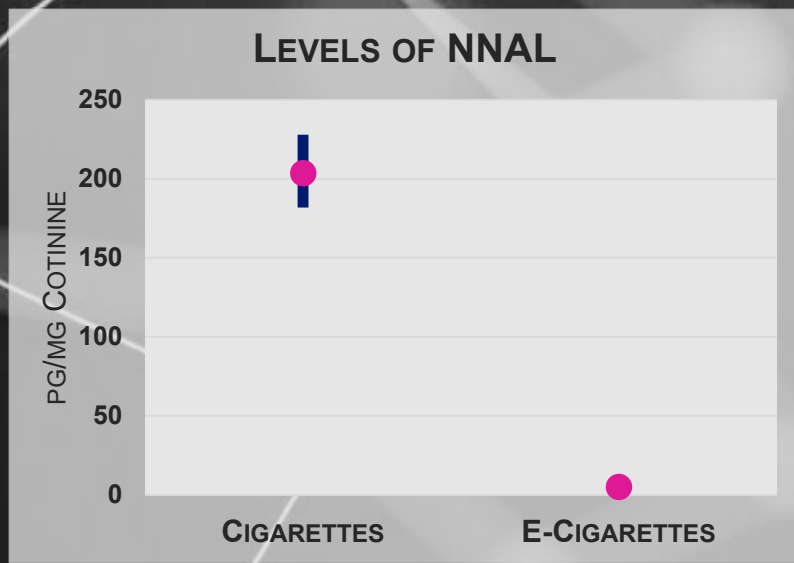 LEVELS OF NNAL
250
200
150
100
50
0
PG/MG COTININE
CIGARETTES
E-CIGARETTES